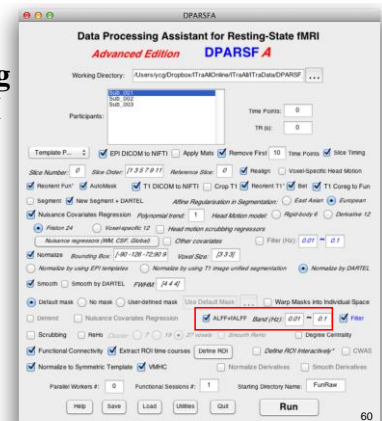 DPARSFA
Data Processing Assistant for Resting-State fMRI
Advanced Edition DPARSF A
Working Directory: /Users/ycg/Dropbox/ITraAllOnline/ITraAll/ITraData/DPARSF ...
Participants:
Sub_001
Sub_002
Sub_003
Time Points: 0
TR (s): 0
Template P... EPI DICOM to NIFTI Apply Mats Remove First 10 Time Points Slice Timing
Slice Number: 0 Slice Order: [1 3 5 7 9 11 Reference Slice: 0 Realign Voxel-Specific Head Motion
Reorient Fun* AutoMask T1 DICOM to NIFTI Crop T1 Reorient T1* Bet T1 Coreg to Fun
Segment New Segment + DARTEL Affine Regularisation in Segmentation: East Asian European
Nuisance Covariates Regression Polynomial trend: 1 Head Motion model: Rigid-body 6 Derivative 12
Friston 24 Voxel-specific 12 Head motion scrubbing regressors
Nuisance regressors (WM, CSF, Global) Other covariates Filter (Hz): 0.01 ~ 0.1
Normalize Bounding Box: [-90 -126 -72;90 9 Voxel Size: [3 3 3]
Normalize by using EPI templates Normalize by using T1 image unified segmentation Normalize by DARTEL
Smooth Smooth by DARTEL FWHM: [4 4 4]
Default mask No mask User-defined mask Use Default Mask ... Warp Masks into Individual Space
Detrend Nuisance Covariates Regression ALFF+fALFF Band (Hz): 0.01 ~ 0.1 Filter
Scrubbing ReHo Cluster: 7 19 27 voxels Smooth ReHo Degree Centrality
Functional Connectivity Extract ROI time courses Define ROI Define ROI Interactively* CWAS
Normalize to Symmetric Template VMHC Normalize Derivatives Smooth Derivatives
Parallel Workers #: 0 Functional Sessions #: 1 Starting Directory Name: FunRaw
Help Save Load Utilities Quit Run
60